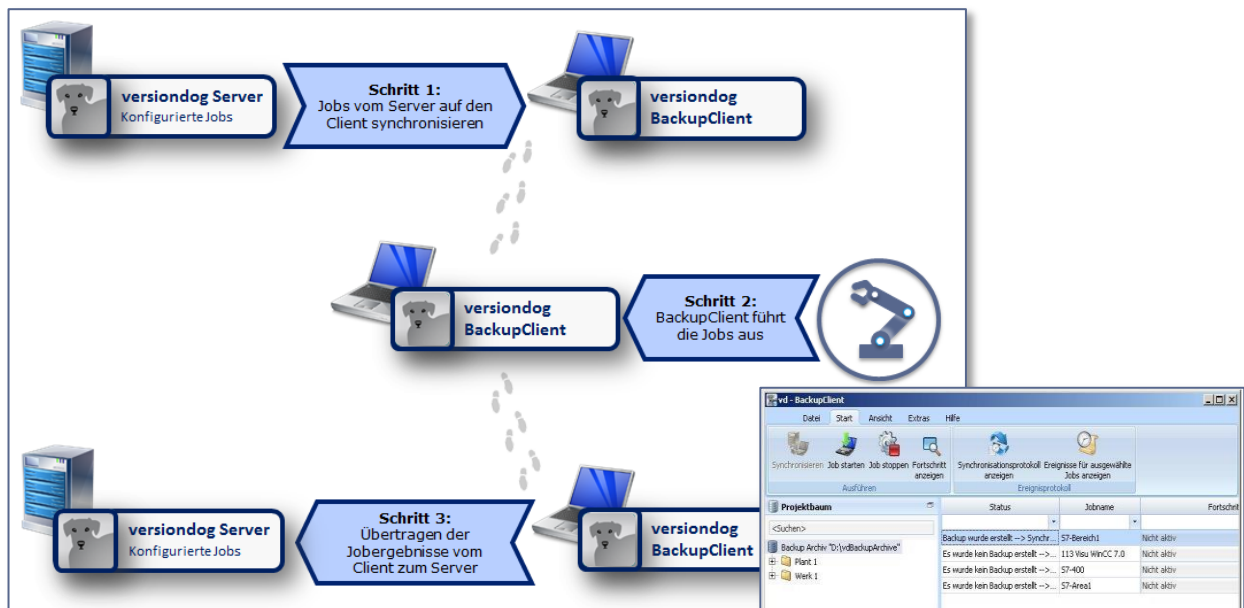 versiondog Server
Konfigurierte Jobs
Schritt 1:
Jobs vom Server auf den
Client synchronisieren
versiondog
BackupClient
versiondog
BackupClient
Schritt 2:
BackupClient führt
die Jobs aus
versiondog Server
Konfigurierte Jobs
Schritt 3:
Übertragen der
Jobergebnisse vom
Client zum Server
versiondog
BackupClient
vd - BackupClient
Datei Start Ansicht Extras Hilfe
Synchronisieren Job starten Job stoppen Fortschritt anzeigen
Synchronisationsprotokoll anzeigen Ereignisse für ausgewählte Jobs anzeigen
Ausführen Ereignisprotokoll
Projektbaum
<Suchen>
Backup Archiv "D:\vdBackupArchive"
Plant 1
Werk 1
Status Jobname Fortschrit
Backup wurde erstellt --> Synchr... S7-Bereich1 Nicht aktiv
Es wurde kein Backup erstellt -->... 113 Visu WinCC 7.0 Nicht aktiv
Es wurde kein Backup erstellt -->... S7-400 Nicht aktiv
Es wurde kein Backup erstellt -->... S7-Area1 Nicht aktiv